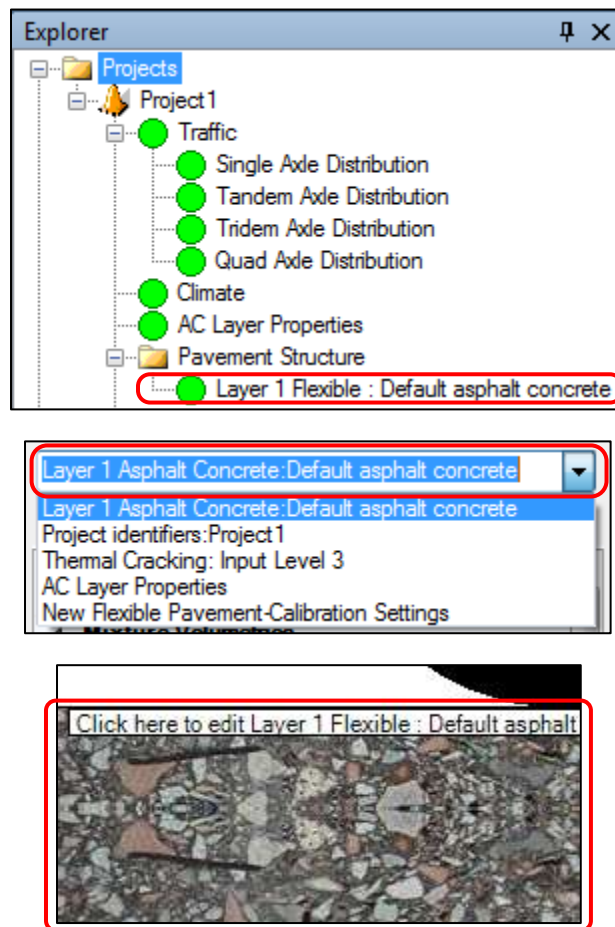 Explorer
Projects
Project1
Traffic
Single Axle Distribution
Tandem Axle Distribution
Tridem Axle Distribution
Quad Axle Distribution
Climate
AC Layer Properties
Pavement Structure
Layer 1 Flexible : Default asphalt concrete
Layer 1 Asphalt Concrete:Default asphalt concrete
Layer 1 Asphalt Concrete:Default asphalt concrete
Project identifiers:Project1
Thermal Cracking: Input Level 3
AC Layer Properties
New Flexible Pavement-Calibration Settings
Mixture Volumetrics
Click here to edit Layer 1 Flexible : Default asphalt